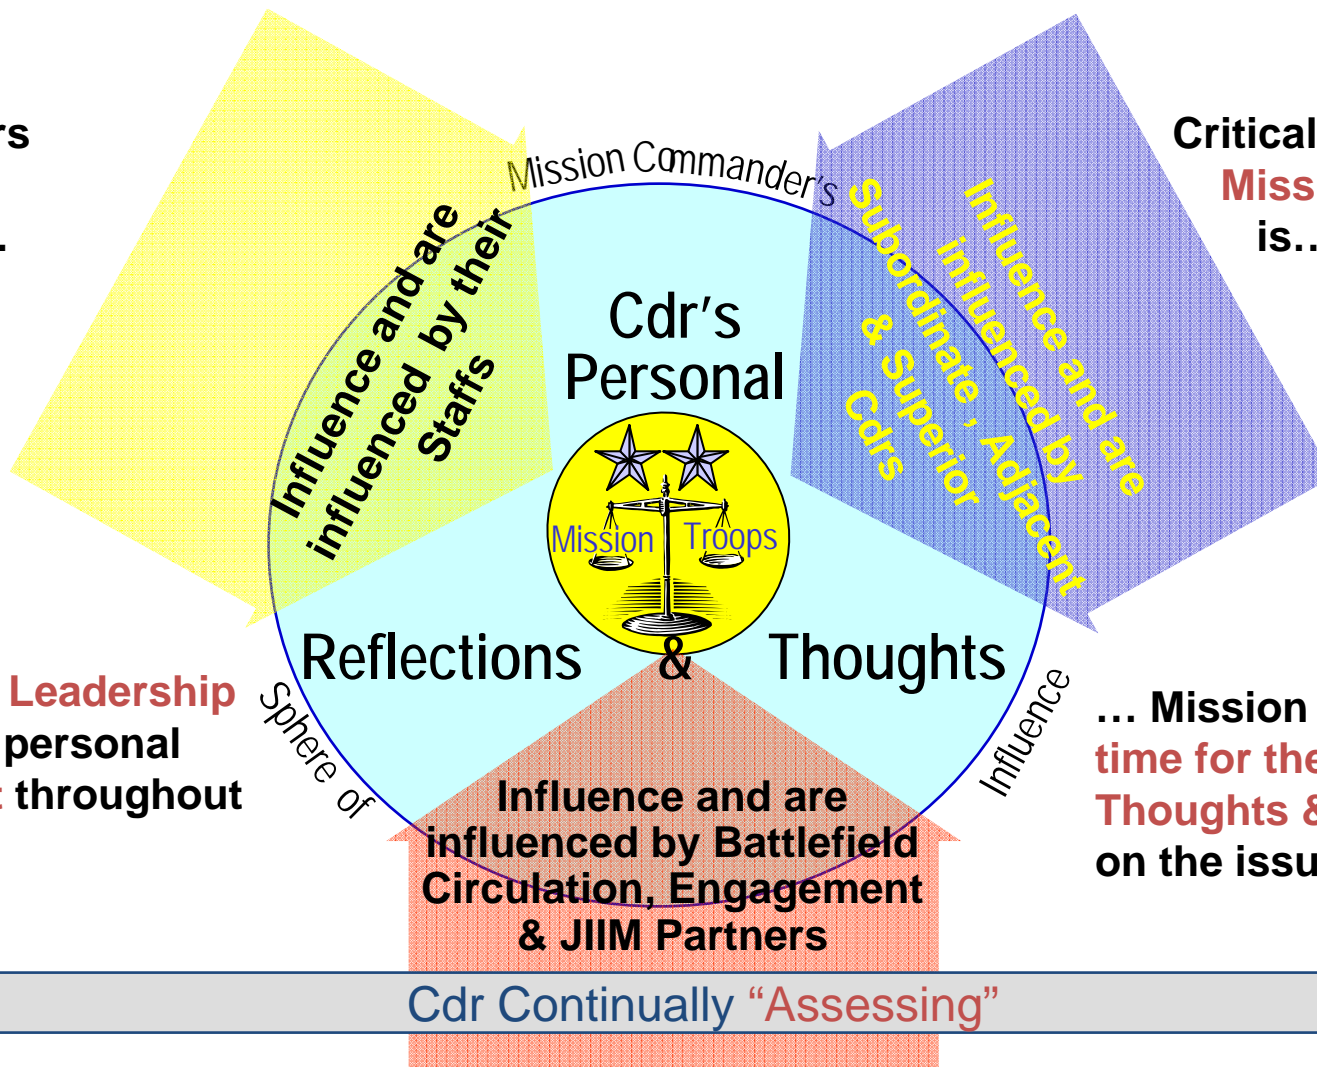 Mission Commander's
Critical
Miss
is…
Influence and are
influenced by their
Staffs
Influence and are
influenced by
Subordinate , Adjacent
& Superior
Cdrs
Cdr's
Personal
Mission Troops
Reflections & Thoughts
Leadership
personal
throughout
Sphere of
Influence
… Mission
time for the
Thoughts &
on the issu
Influence and are
influenced by Battlefield
Circulation, Engagement
& JIIM Partners
Cdr Continually “Assessing”